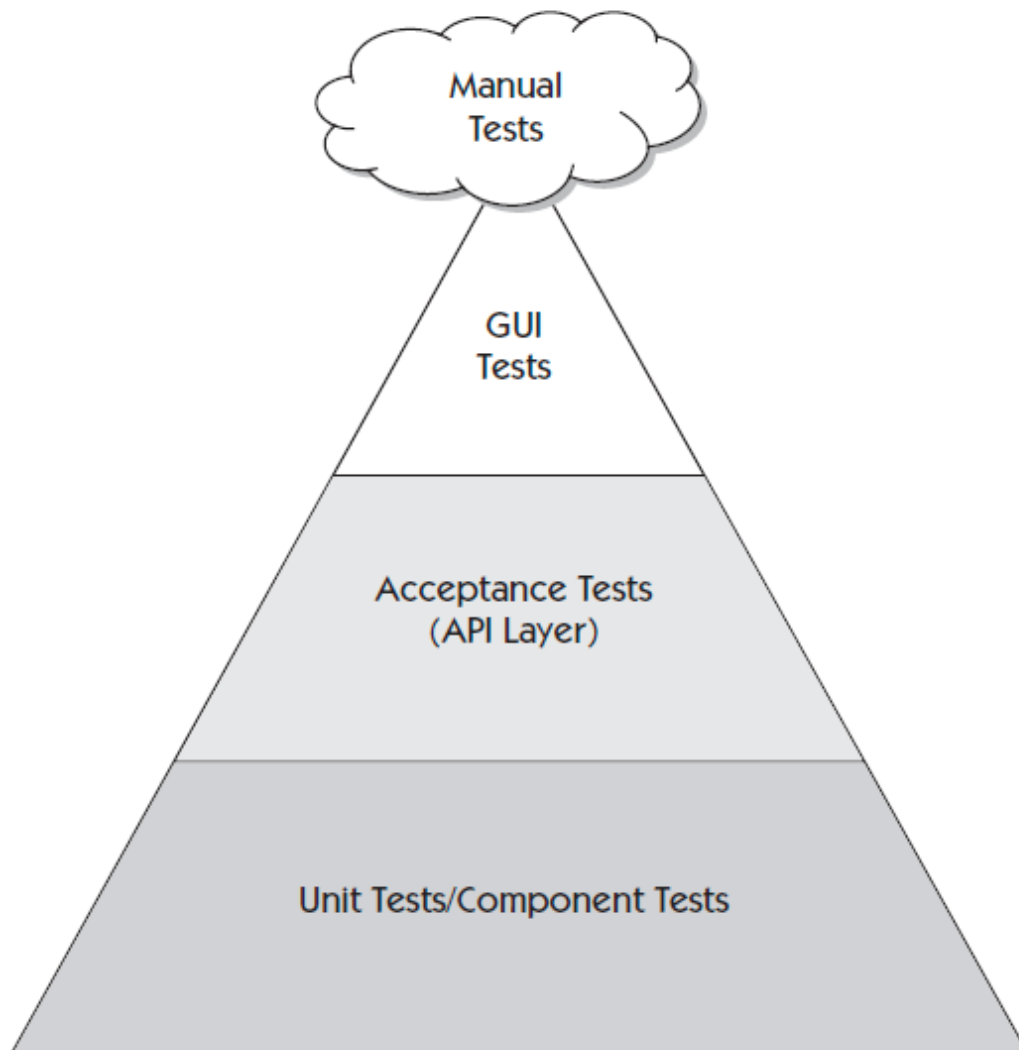 Manual
Tests
GUI
Tests
Acceptance Tests
(API Layer)
Unit Tests/Component Tests